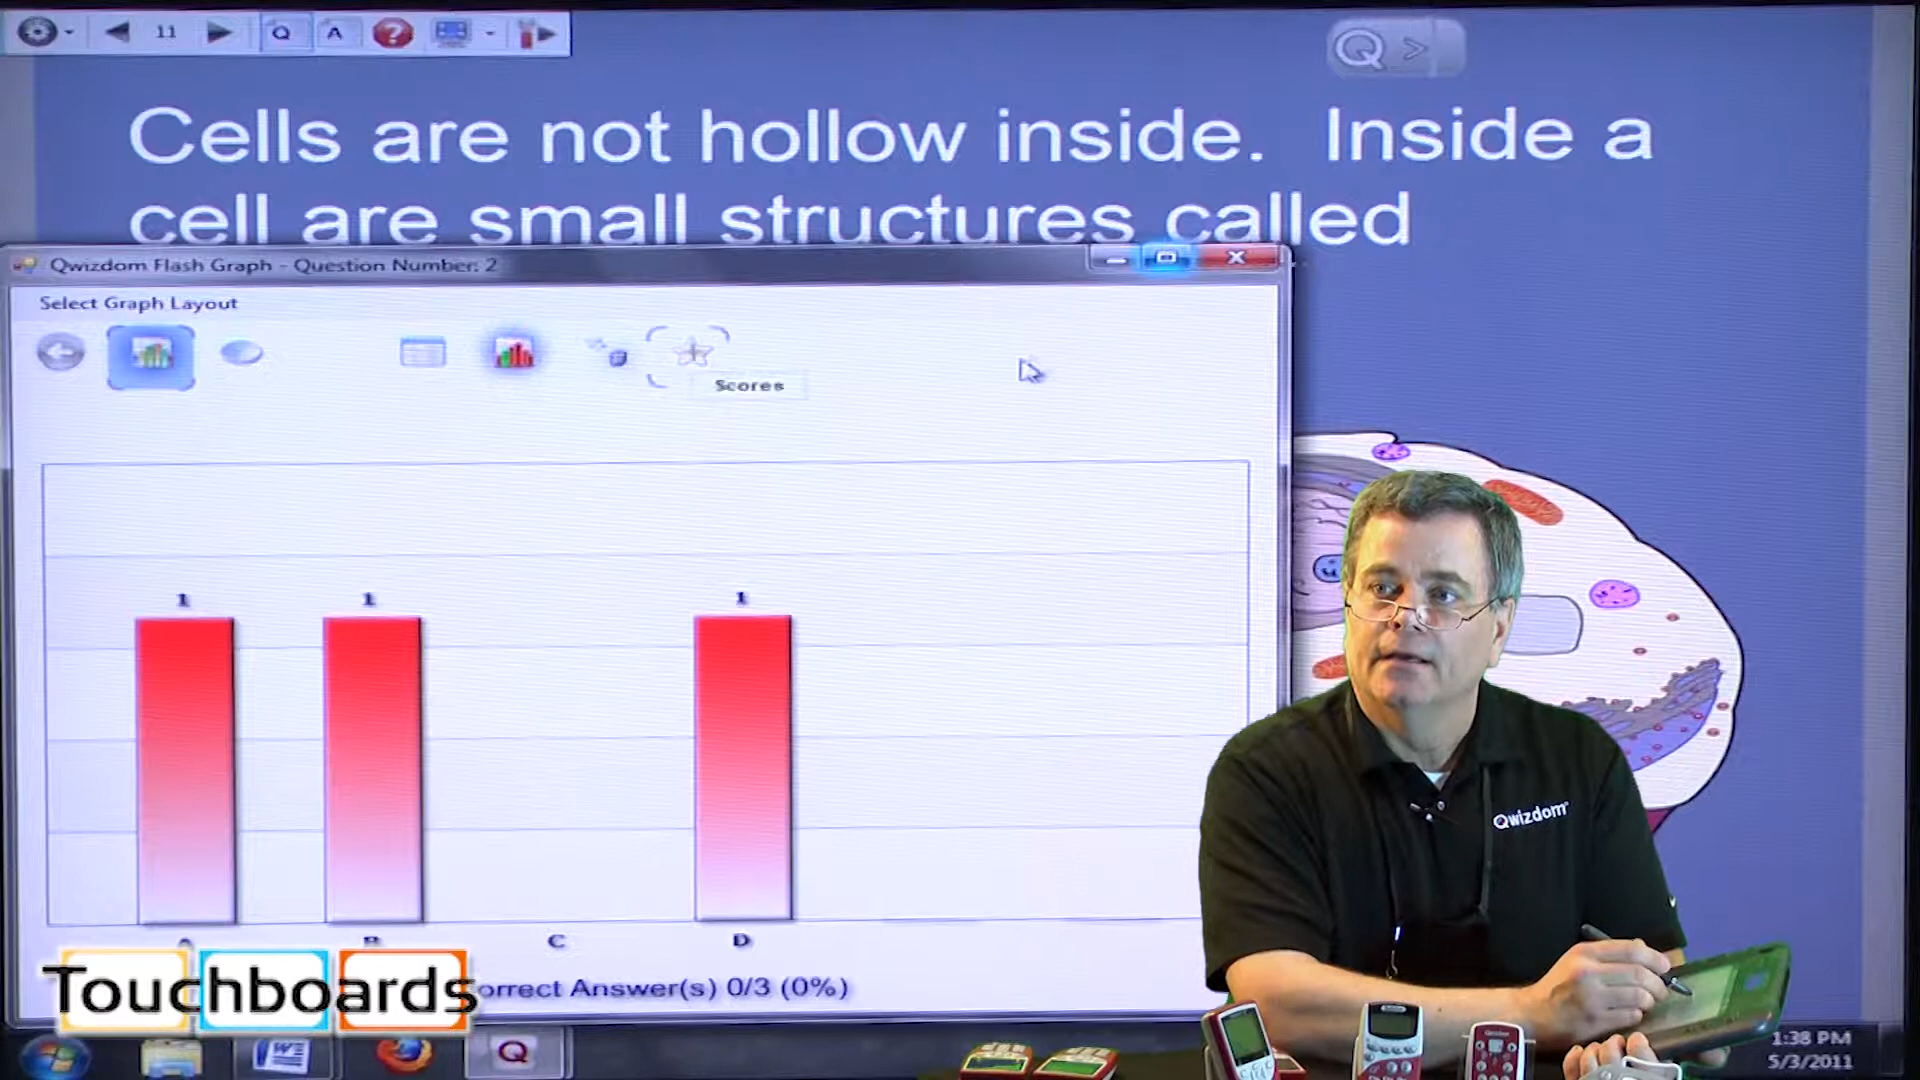 11
Q
A
?
Q >
Cells are not hollow inside. Inside a
cell are small structures called
Qwizdom Flash Graph - Question Number: 2
Select Graph Layout
Scores
1 1 1
C D
Touchboards
orrect Answer(s) 0/3 (0%)
Qwizdom
W
Q
1:38 PM
5/3/2011